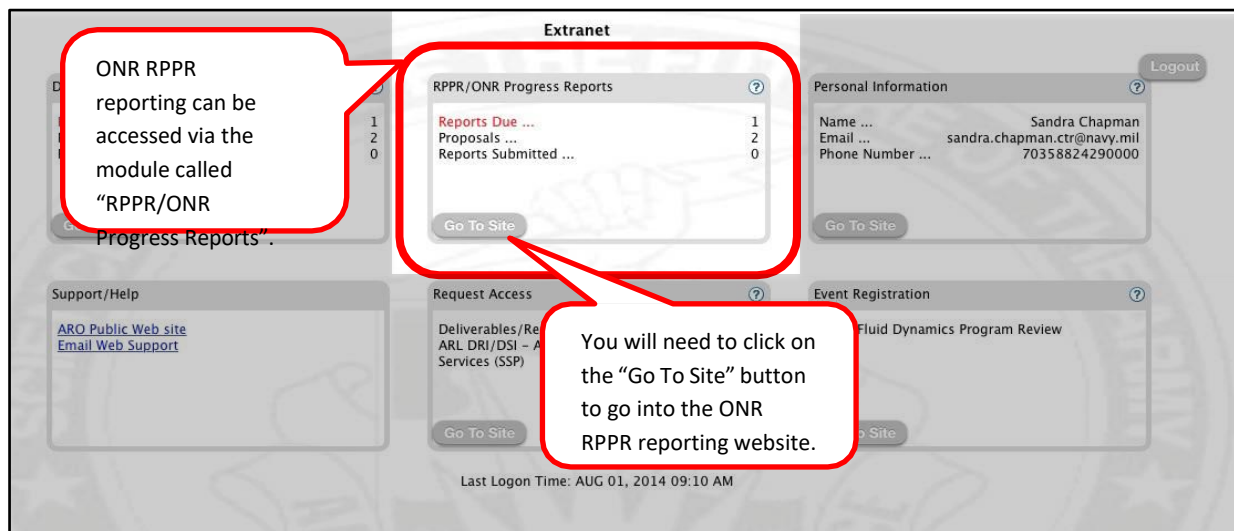 Extranet
Logout
ONR RPPR
reporting can be
accessed via the
module called
“RPPR/ONR
Progress Reports”.
1
2
0
RPPR/ONR Progress Reports ?
Reports Due ... 1
Proposals ... 2
Reports Submitted ... 0
Go To Site
Personal Information ?
Name ... Sandra Chapman
Email ... sandra.chapman.ctr@navy.mil
Phone Number ... 70358824290000
Go To Site
Support/Help
ARO Public Web site
Email Web Support
Request Access ?
Deliverables/Re
ARL DRI/DSI – A
Services (SSP)
Go To Site
You will need to click on
the “Go To Site” button
to go into the ONR
RPPR reporting website.
Event Registration ?
Fluid Dynamics Program Review
Site
Last Logon Time: AUG 01, 2014 09:10 AM